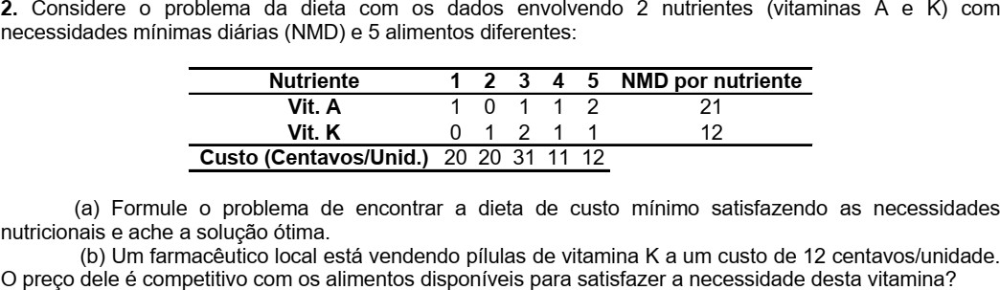 2. Considere o problema da dieta com os dados envolvendo 2 nutrientes (vitaminas A e K) com
necessidades mínimas diárias (NMD) e 5 alimentos diferentes:
Nutriente 1 2 3 4 5 NMD por nutriente
Vit. A 1 0 1 1 2 21
Vit. K 0 1 2 1 1 12
Custo (Centavos/Unid.) 20 20 31 11 12
(a) Formule o problema de encontrar a dieta de custo mínimo satisfazendo as necessidades
nutricionais e ache a solução ótima.
(b) Um farmacêutico local está vendendo pílulas de vitamina K a um custo de 12 centavos/unidade.
O preço dele é competitivo com os alimentos disponíveis para satisfazer a necessidade desta vitamina?